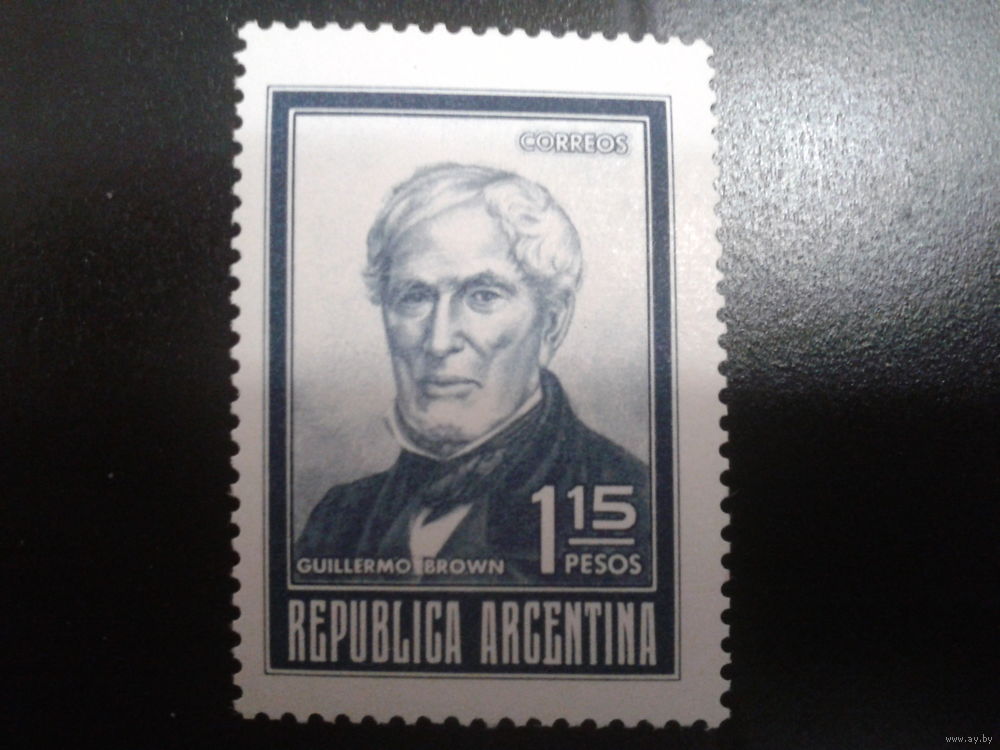 CORREOS
1 15
PESOS
GUILLERMO BROWN
REPUBLICA ARGENTINA
www.ay.by